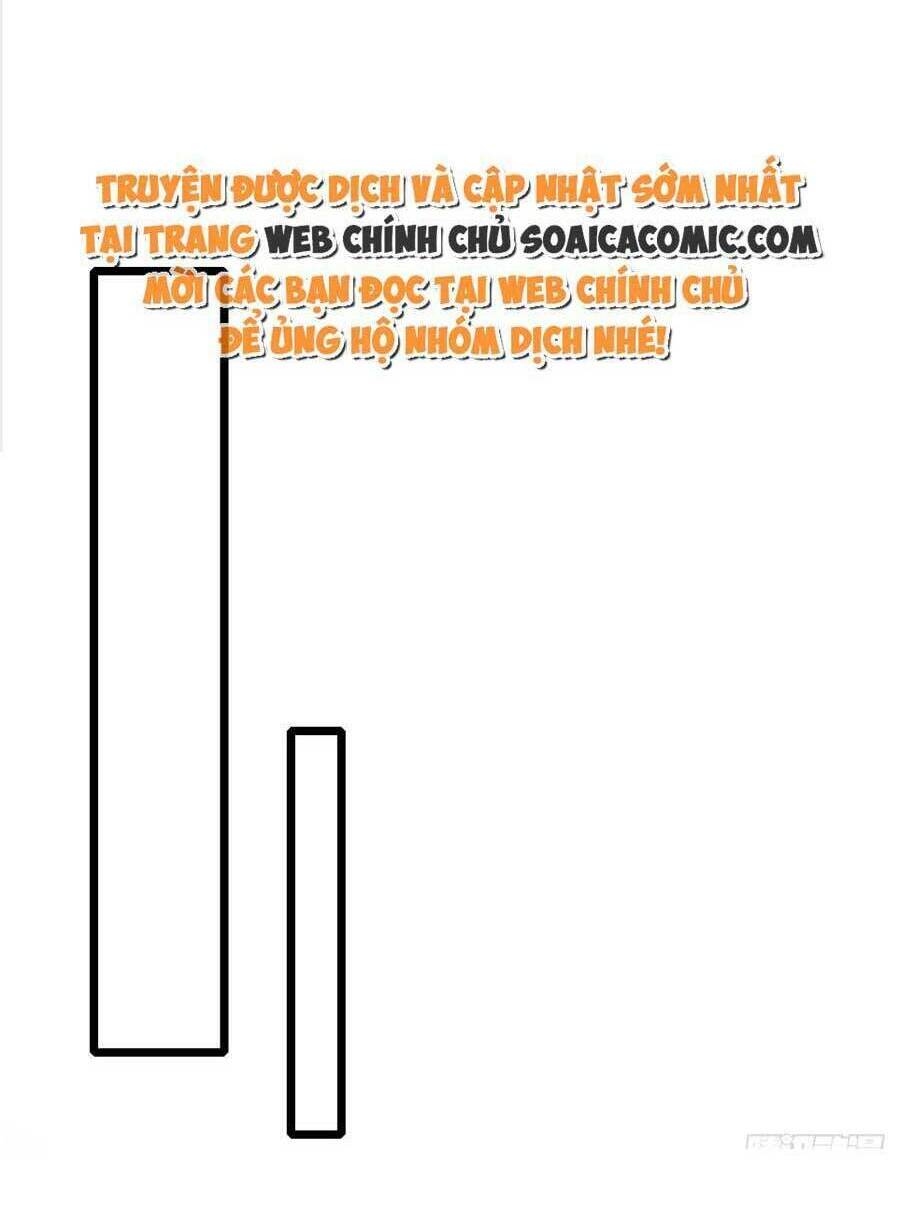 TRUYỆN ĐƯỢC DỊCH VÀ CẬP NHẬT SỚM NHẤT
TẠI TRANG WEB CHÍNH CHỦ SOAICACOMIC.COM
MỜI CÁC BẠN ĐỌC TẠI WEB CHÍNH CHỦ
ĐỂ ỦNG HỘ NHÓM DỊCH NHÉ!